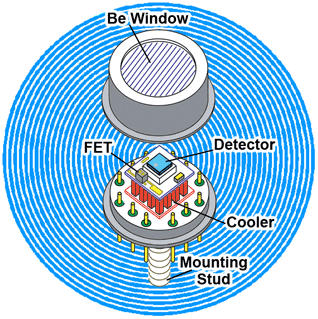 Be Window
FET
Detector
Cooler
Mounting
Stud